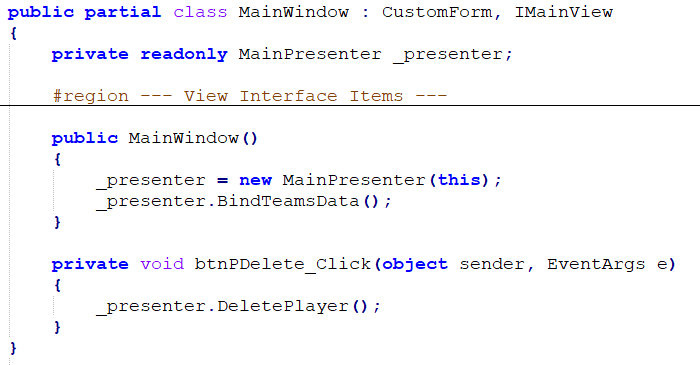 public partial class MainWindow : CustomForm, IMainView
{
    private readonly MainPresenter _presenter;

    #region --- View Interface Items ---

    public MainWindow()
    {
        _presenter = new MainPresenter(this);
        _presenter.BindTeamsData();
    }

    private void btnPDelete_Click(object sender, EventArgs e)
    {
        _presenter.DeletePlayer();
    }
}